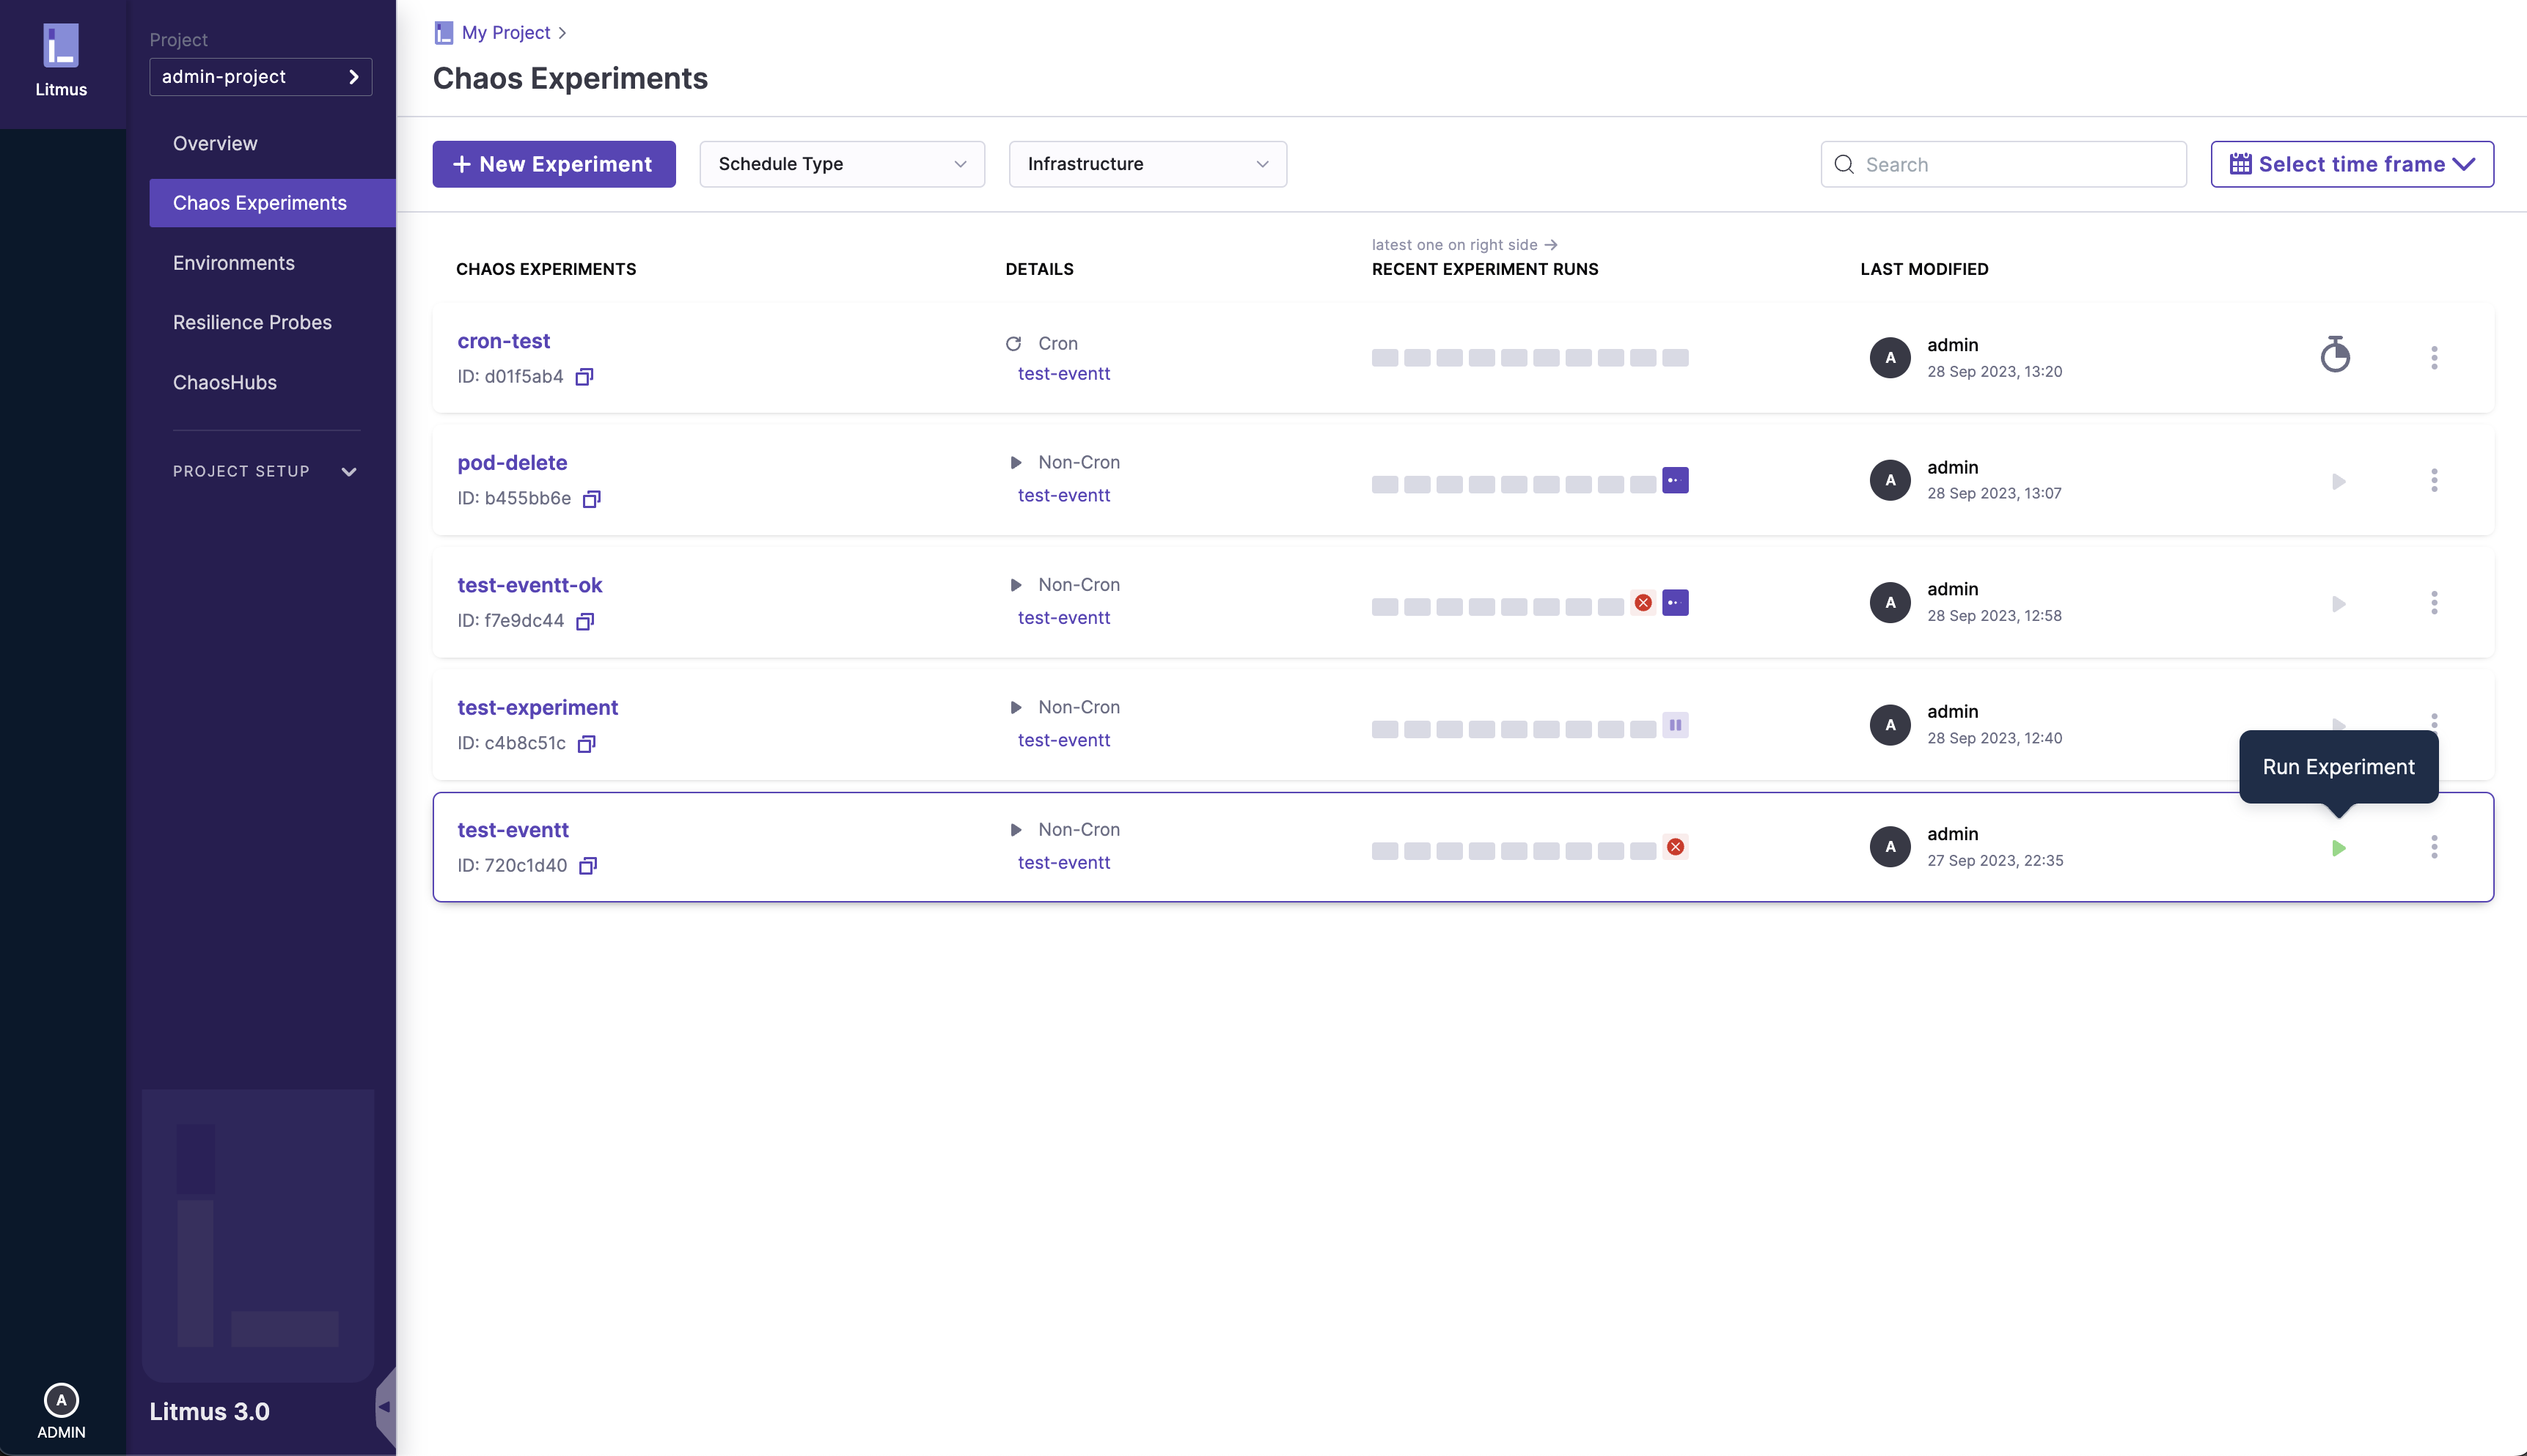 Litmus
Project
admin-project
Overview
Chaos Experiments
Environments
Resilience Probes
ChaosHubs
PROJECT SETUP
Litmus 3.0
A
ADMIN
My Project
Chaos Experiments
+ New Experiment
Schedule Type
Infrastructure
Search
Select time frame
latest one on right side →
CHAOS EXPERIMENTS DETAILS RECENT EXPERIMENT RUNS LAST MODIFIED
cron-test
ID: d01f5ab4
Cron
test-eventt
A
admin
28 Sep 2023, 13:20
pod-delete
ID: b455bb6e
Non-Cron
test-eventt
A
admin
28 Sep 2023, 13:07
test-eventt-ok
ID: f7e9dc44
Non-Cron
test-eventt
A
admin
28 Sep 2023, 12:58
test-experiment
ID: c4b8c51c
Non-Cron
test-eventt
A
admin
28 Sep 2023, 12:40
Run Experiment
test-eventt
ID: 720c1d40
Non-Cron
test-eventt
A
admin
27 Sep 2023, 22:35